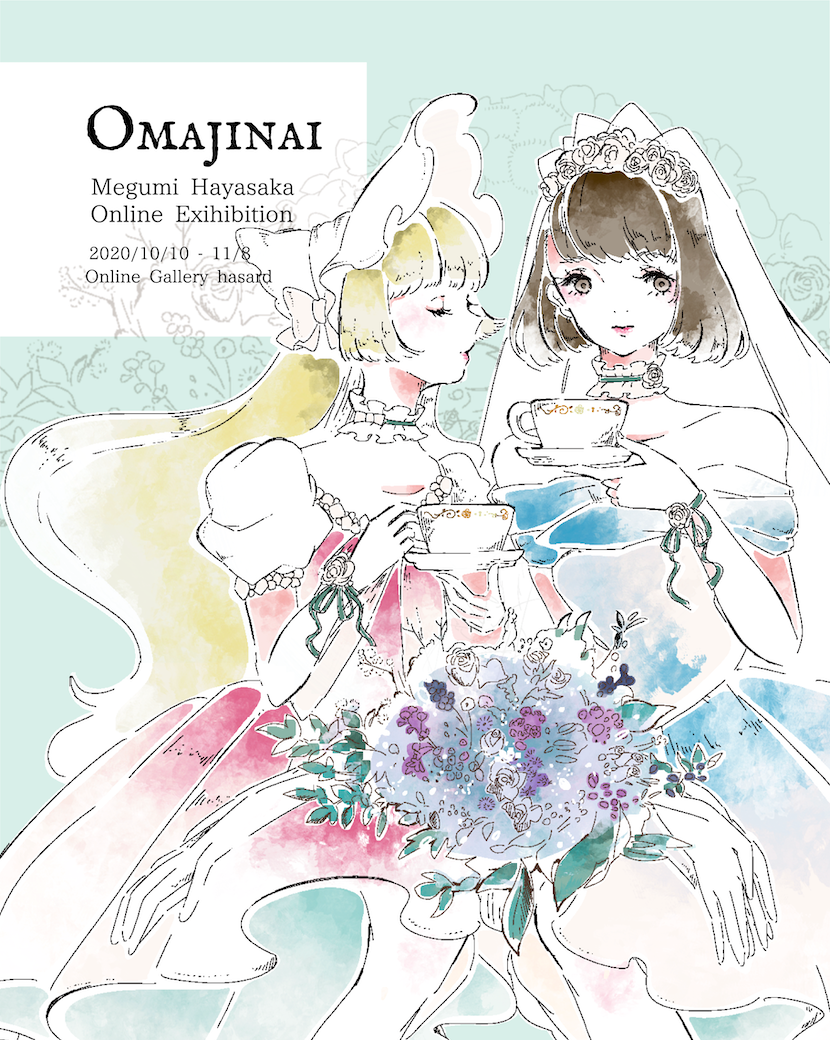 Omajinai
Megumi Hayasaka
Online Exihibition
2020/10/10 - 11/8
Online Gallery hasard